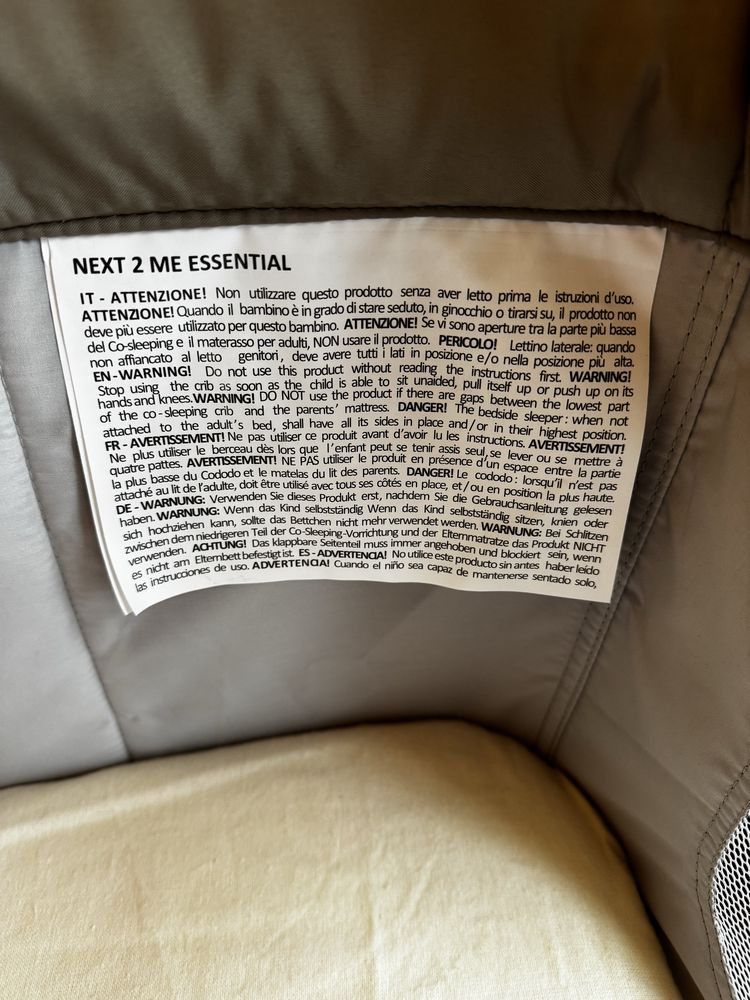 NEXT 2 ME ESSENTIAL
IT - ATTENZIONE! Non utilizzare questo prodotto senza aver letto prima le istruzioni d'uso.
ATTENZIONE! Quando il bambino è in grado di stare seduto, in ginocchio o tirarsi su, il prodotto non
deve più essere utilizzato per questo bambino. ATTENZIONE! Se vi sono aperture tra la parte più bassa
del Co-sleeping e il materasso per adulti, NON usare il prodotto. PERICOLO! Lettino laterale: quando
non affiancato al letto genitori, deve avere tutti i lati in posizione e/o nella posizione più alta.
EN-WARNING! Do not use this product without reading the instructions first. WARNING!
Stop using the crib as soon as the child is able to sit unaided, pull itself up or push up on its
hands and knees. WARNING! DO NOT use the product if there are gaps between the lowest part
of the co-sleeping crib and the parents' mattress. DANGER! The bedside sleeper: when not
attached to the adult's bed, shall have all its sides in place and/or in their highest position.
FR - AVERTISSEMENT! Ne pas utiliser ce produit avant d'avoir lu les instructions. AVERTISSEMENT!
Ne plus utiliser le berceau dès lors que l'enfant peut se tenir assis seul, se lever ou se mettre à
quatre pattes. AVERTISSEMENT! NE PAS utiliser le produit en présence d'un espace entre la partie
la plus basse du Cododo et le matelas du lit des parents. DANGER! Le cododo: lorsqu'il n'est pas
attaché au lit de l'adulte, doit être utilisé avec tous ses côtés en place, et/ou en position la plus haute.
DE - WARNUNG: Verwenden Sie dieses Produkt erst, nachdem Sie die Gebrauchsanleitung gelesen
haben. WARNUNG: Wenn das Kind selbstständig Wenn das Kind selbstständig sitzen, knien oder
sich hochziehen kann, sollte das Bettchen nicht mehr verwendet werden. WARNUNG: Bei Schlitzen
zwischen dem niedrigeren Teil der Co-Sleeping-Vorrichtung und der Elternmatratze das Produkt NICHT
verwenden. ACHTUNG! Das klappbare Seitenteil muss immer angehoben und blockiert sein, wenn
es nicht am Elternbett befestigt ist. ES - ADVERTENCIA! No utilice este producto sin antes haber leído
las instrucciones de uso. ADVERTENCIA! Cuando el niño sea capaz de mantenerse sentado solo,